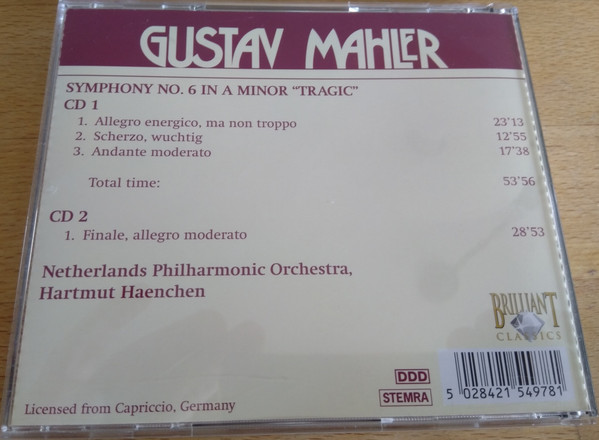 GUSTAV MAHLER
SYMPHONY NO. 6 IN A MINOR "TRAGIC"
CD 1
1. Allegro energico, ma non troppo 23'13
2. Scherzo, wuchtig 12'55
3. Andante moderato 17'38
Total time: 53'56
CD 2
1. Finale, allegro moderato 28'53
Netherlands Philharmonic Orchestra,
Hartmut Haenchen
BRILLIANT
CLASSICS
DDD
STEMRA
5 028421 549781
Licensed from Capriccio, Germany